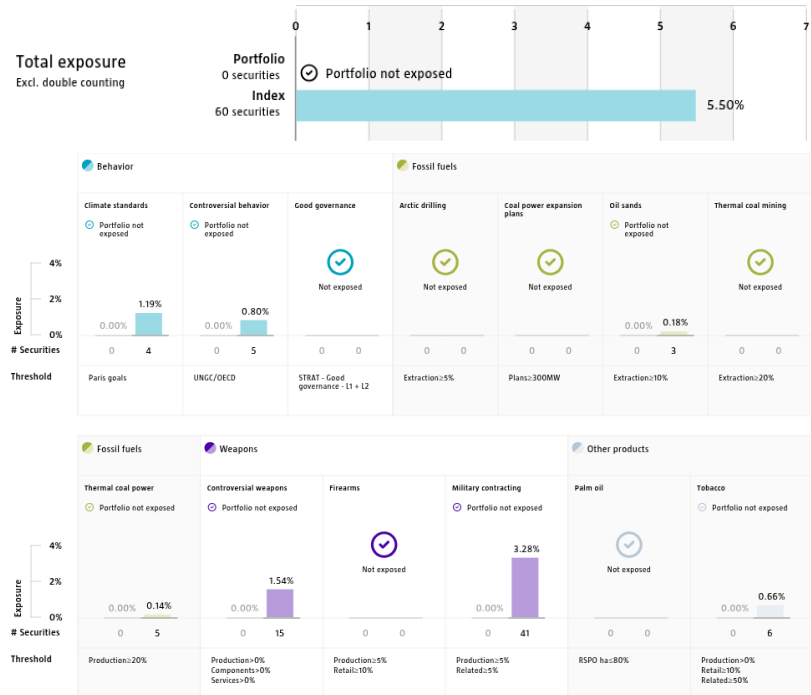 0 1 2 3 4 5 6 7
Total exposure
Excl. double counting
Portfolio
0 securities
Portfolio not exposed
Index
60 securities
5.50%
Behavior
Fossil fuels
Climate standards
Controversial behavior
Good governance
Arctic drilling
Coal power expansion
plans
Oil sands
Thermal coal mining
Portfolio not
exposed
Portfolio not
exposed
Not exposed
Not exposed
Not exposed
Portfolio not
exposed
Not exposed
Exposure
4%
2%
0%
0.00% 1.19%
0.00% 0.80%
0.00% 0.18%
# Securities
0 4
0 5
0 0
0 0
0 0
0 3
0 0
Threshold
Paris goals
UNGC/OECD
STRAT - Good
governance - L1 + L2
Extraction≥5%
Plans≥300MW
Extraction≥10%
Extraction≥20%
Fossil fuels
Weapons
Other products
Thermal coal power
Controversial weapons
Firearms
Military contracting
Palm oil
Tobacco
Portfolio not exposed
Portfolio not exposed
Not exposed
Portfolio not exposed
Not exposed
Portfolio not exposed
Exposure
4%
2%
0%
0.00% 0.14%
0.00% 1.54%
0.00% 3.28%
0.00% 0.66%
# Securities
0 5
0 15
0 0
0 41
0 0
0 6
Threshold
Production≥20%
Production>0%
Components>0%
Services>0%
Production≥5%
Retail≥10%
Production≥5%
Related≥5%
RSPO ha≤80%
Production>0%
Retail≥10%
Related≥50%